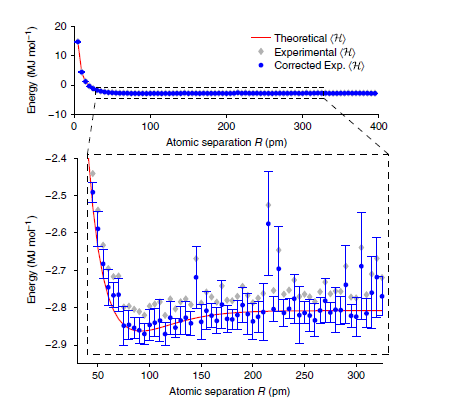 20
10
0
−10
Energy (MJ mol⁻¹)
Theoretical ⟨ℋ⟩
Experimental ⟨ℋ⟩
Corrected Exp. ⟨ℋ⟩
0 100 200 300 400
Atomic separation R (pm)
−2.4
−2.5
−2.6
−2.7
−2.8
−2.9
Energy (MJ mol⁻¹)
50 100 150 200 250 300
Atomic separation R (pm)